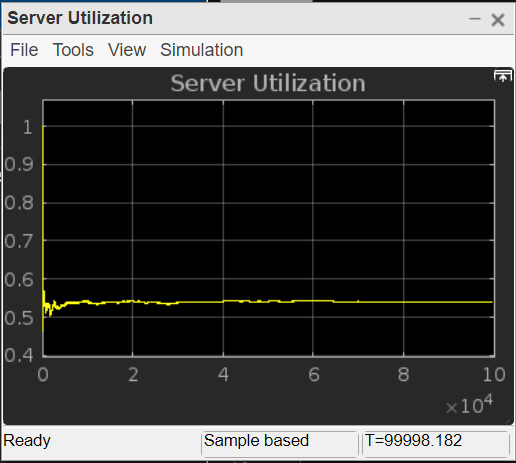 Server Utilization
File Tools View Simulation
Server Utilization
1
0.9
0.8
0.7
0.6
0.5
0.4
0 2 4 6 8 10
×10⁴
Ready Sample based T=99998.182